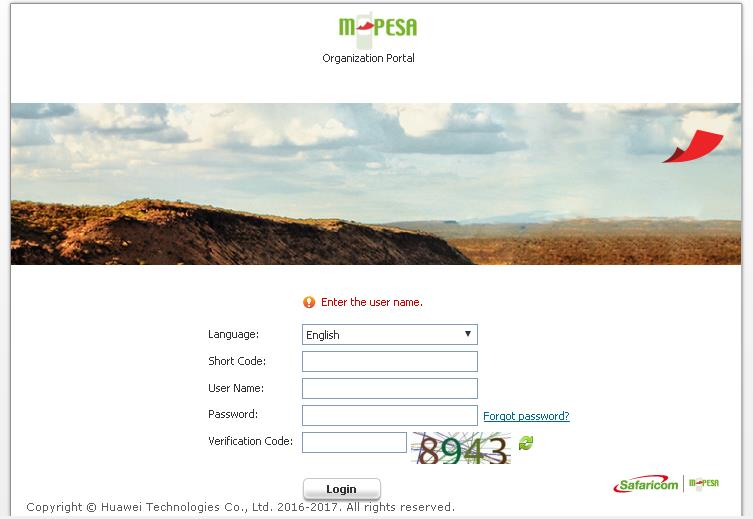 M-PESA
Organization Portal
Enter the user name.
Language: English
Short Code:
User Name:
Password: Forgot password?
Verification Code: 8943
Login
Safaricom M-PESA
Copyright © Huawei Technologies Co., Ltd. 2016-2017. All rights reserved.